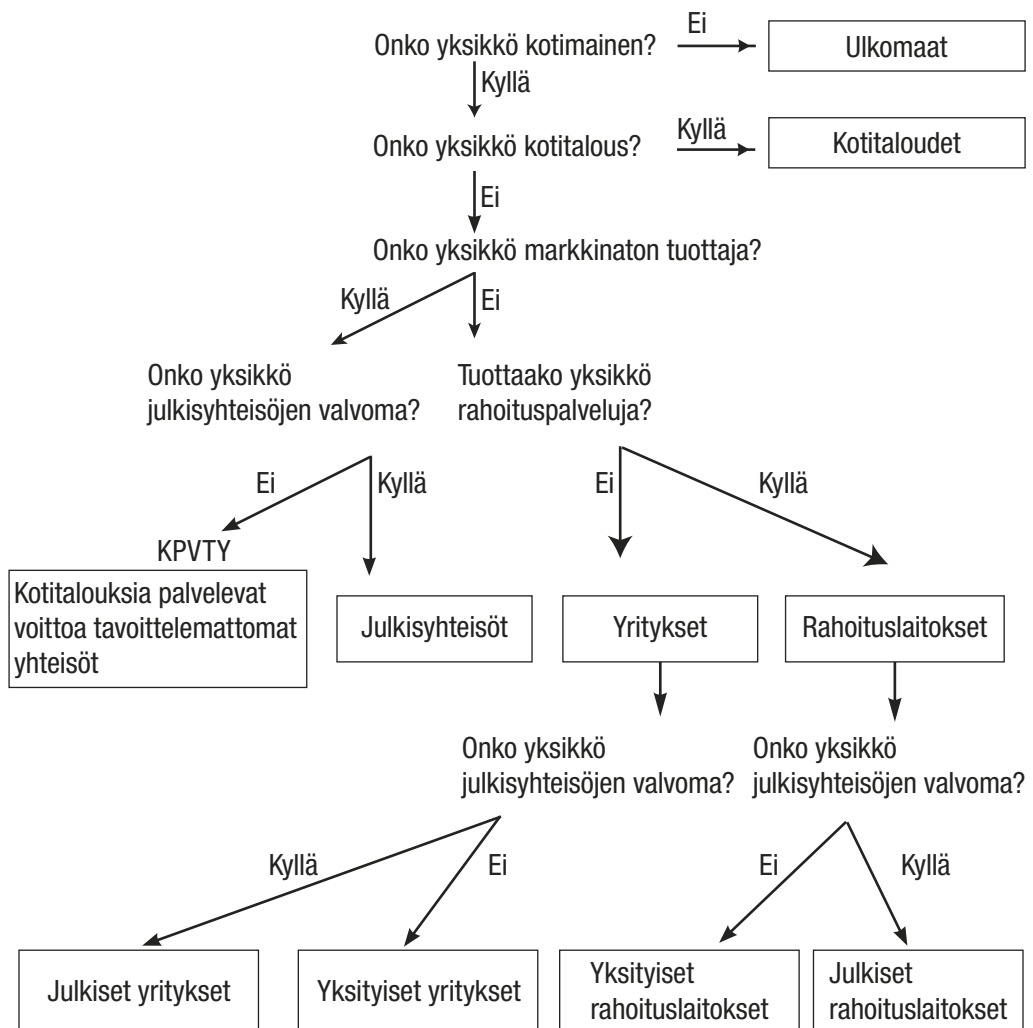 Ei
Onko yksikkö kotimainen?
Ulkomaat
Kyllä
Kyllä
Onko yksikkö kotitalous?
Kotitaloudet
Ei
Onko yksikkö markkinaton tuottaja?
Kyllä
Ei
Onko yksikkö
julkisyhteisöjen valvoma?
Tuottaako yksikkö
rahoituspalveluja?
Ei
Kyllä
Ei
Kyllä
KPVTY
Kotitalouksia palvelevat
voittoa tavoittelemattomat
yhteisöt
Julkisyhteisöt
Yritykset
Rahoituslaitokset
Onko yksikkö
julkisyhteisöjen valvoma?
Onko yksikkö
julkisyhteisöjen valvoma?
Kyllä
Ei
Ei
Kyllä
Julkiset yritykset
Yksityiset yritykset
Yksityiset
rahoituslaitokset
Julkiset
rahoituslaitokset